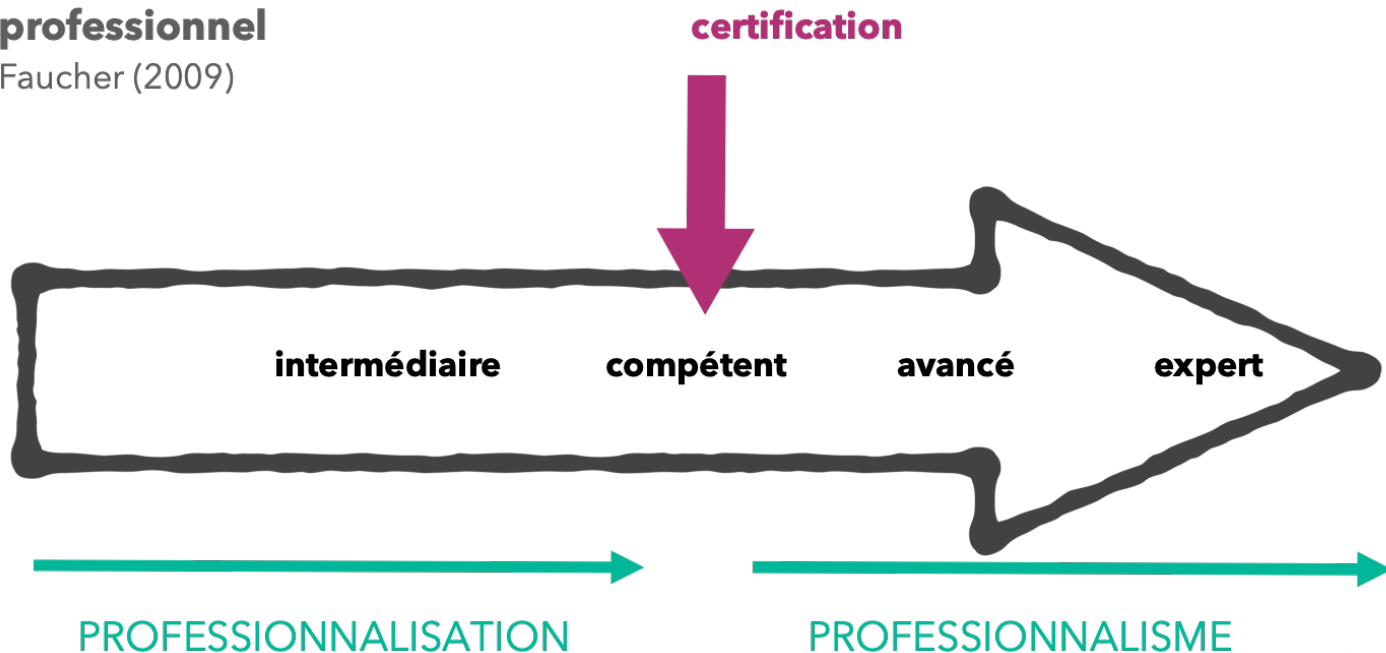 professionnel
Faucher (2009)
certification
intermédiaire compétent avancé expert
PROFESSIONNALISATION PROFESSIONNALISME